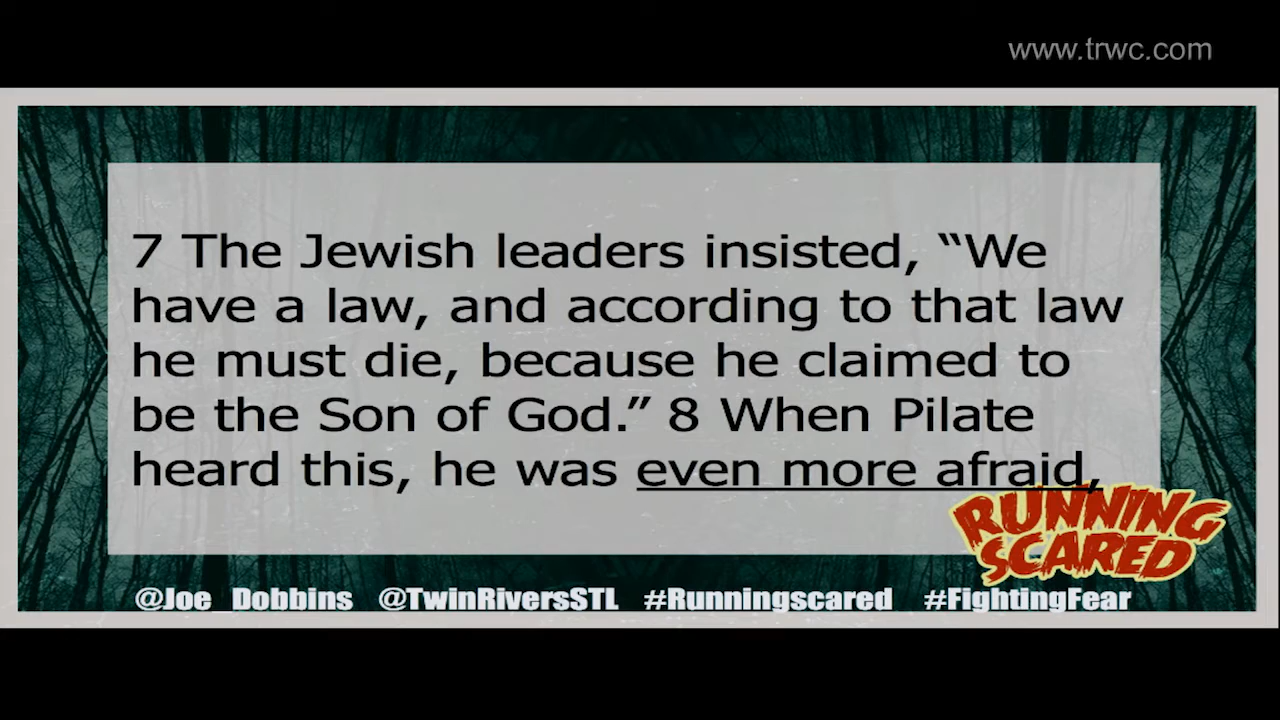 www.trwc.com
7 The Jewish leaders insisted, “We
have a law, and according to that law
he must die, because he claimed to
be the Son of God.” 8 When Pilate
heard this, he was even more afraid,
RUNNING
SCARED
@Joe_Dobbins @TwinRiversSTL #Runningscared #FightingFear